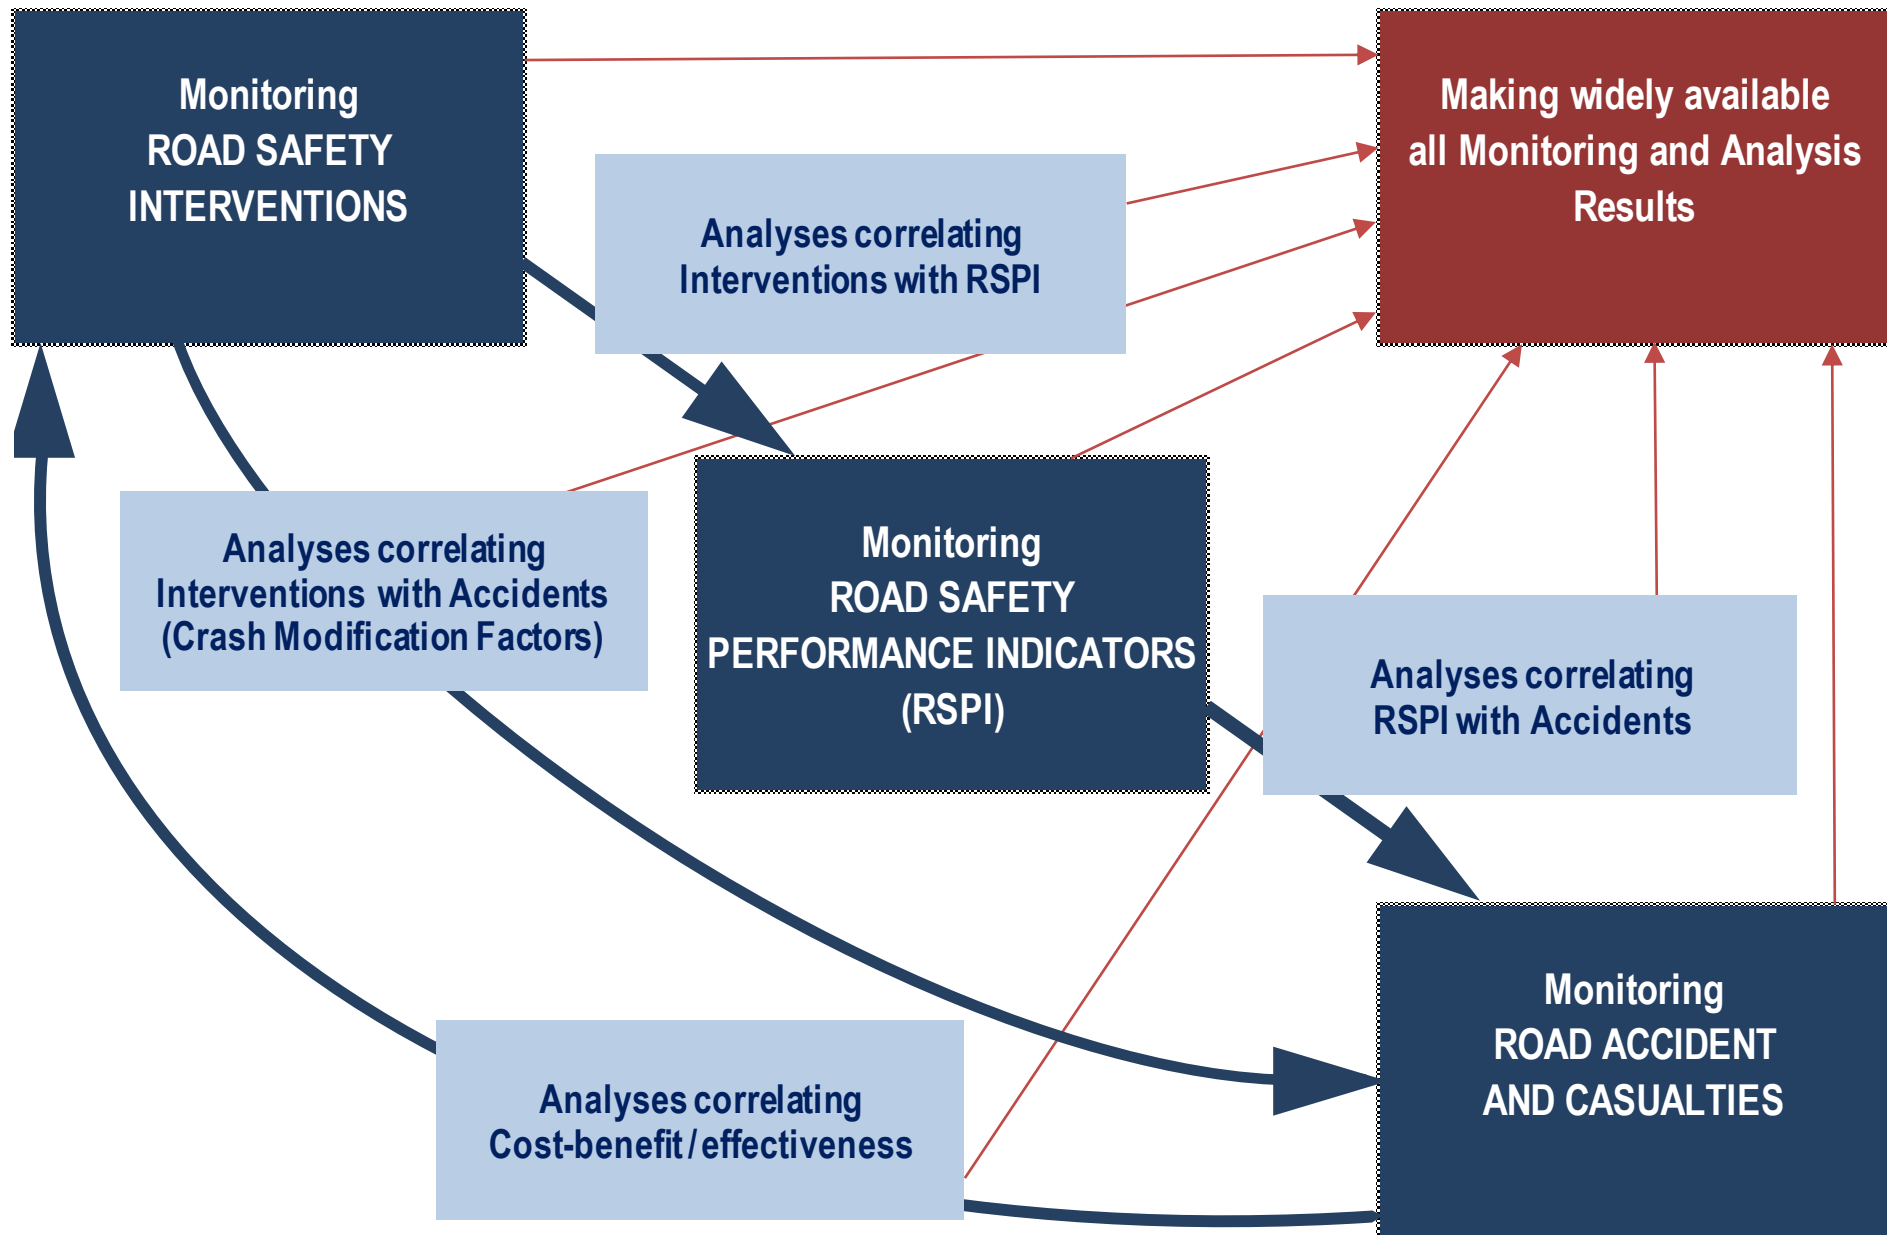 Monitoring
ROAD SAFETY
INTERVENTIONS
Making widely available
all Monitoring and Analysis
Results
Analyses correlating
Interventions with RSPI
Analyses correlating
Interventions with Accidents
(Crash Modification Factors)
Monitoring
ROAD SAFETY
PERFORMANCE INDICATORS
(RSPI)
Analyses correlating
RSPI with Accidents
Monitoring
ROAD ACCIDENT
AND CASUALTIES
Analyses correlating
Cost-benefit / effectiveness